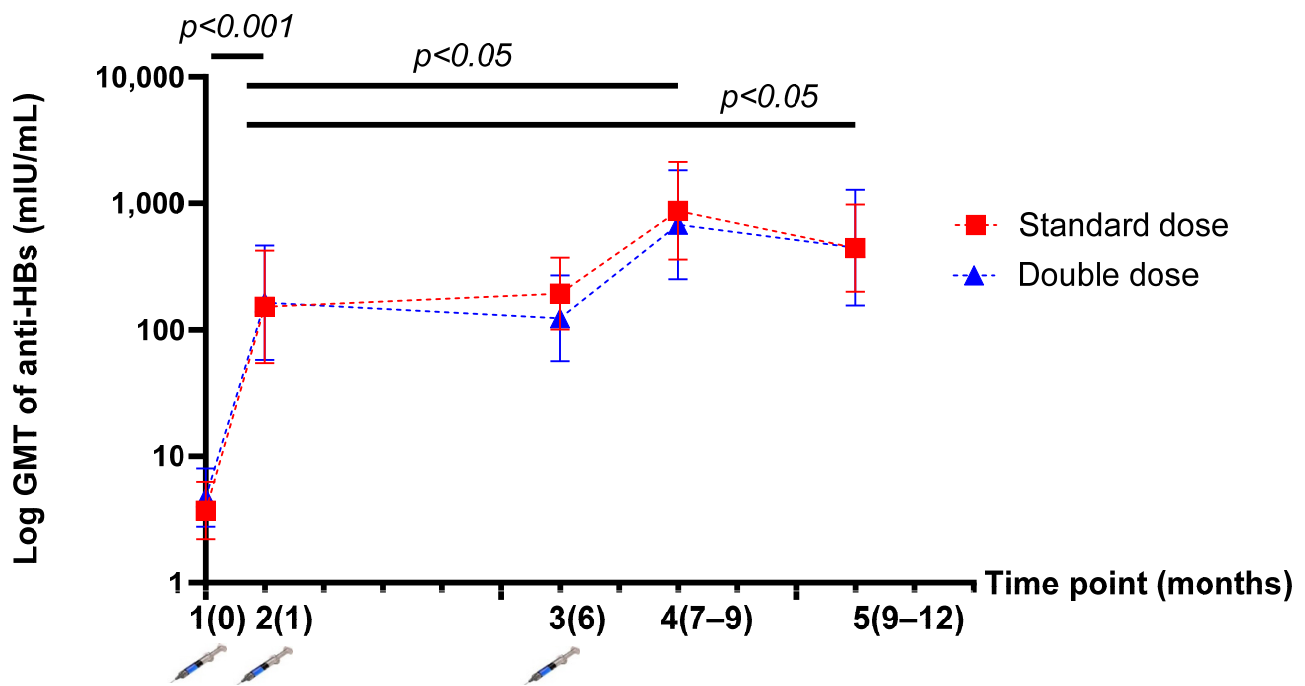 p<0.001
p<0.05
p<0.05
10,000
1,000
100
10
1
Log GMT of anti-HBs (mIU/mL)
Standard dose
Double dose
Time point (months)
1(0) 2(1) 3(6) 4(7–9) 5(9–12)